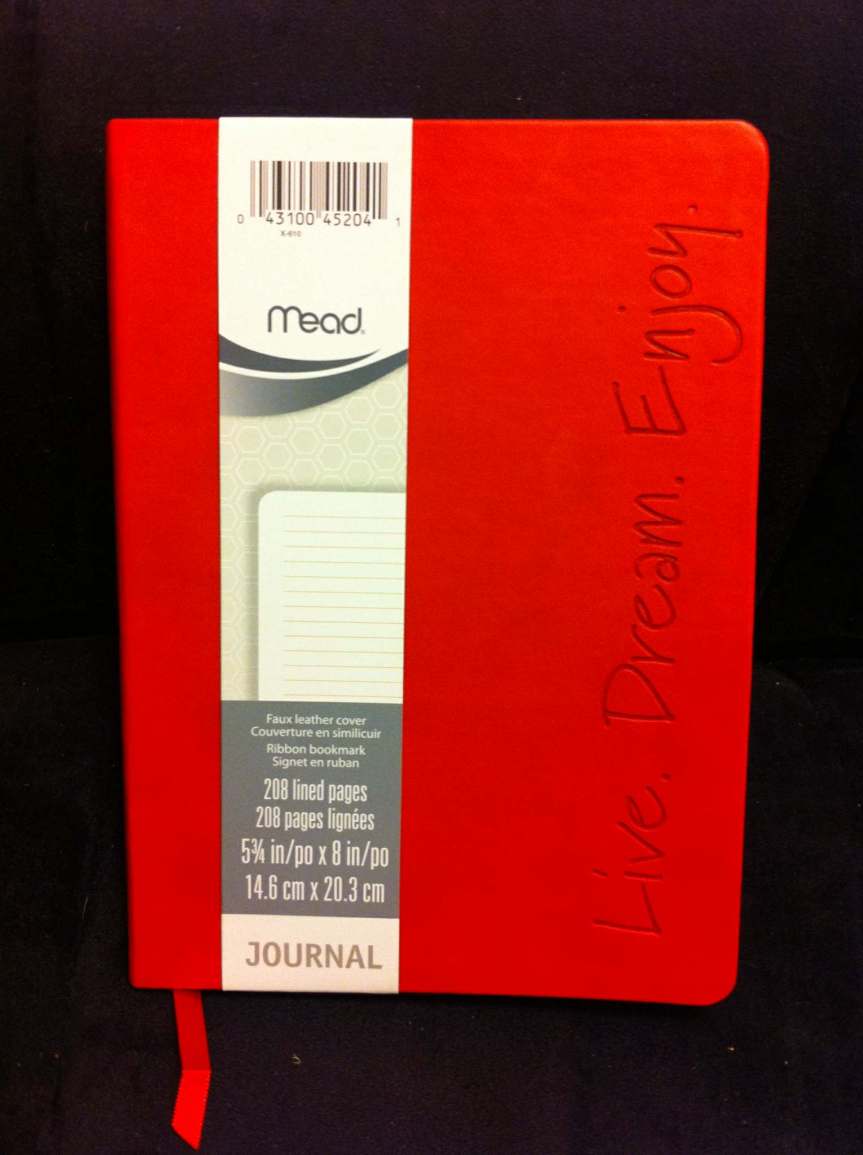 0 43100 45204 1
X-610
Mead®
Faux leather cover
Couverture en similicuir
Ribbon bookmark
Signet en ruban
208 lined pages
208 pages lignées
5¾ in/po x 8 in/po
14.6 cm x 20.3 cm
JOURNAL
Live. Dream. Enjoy.